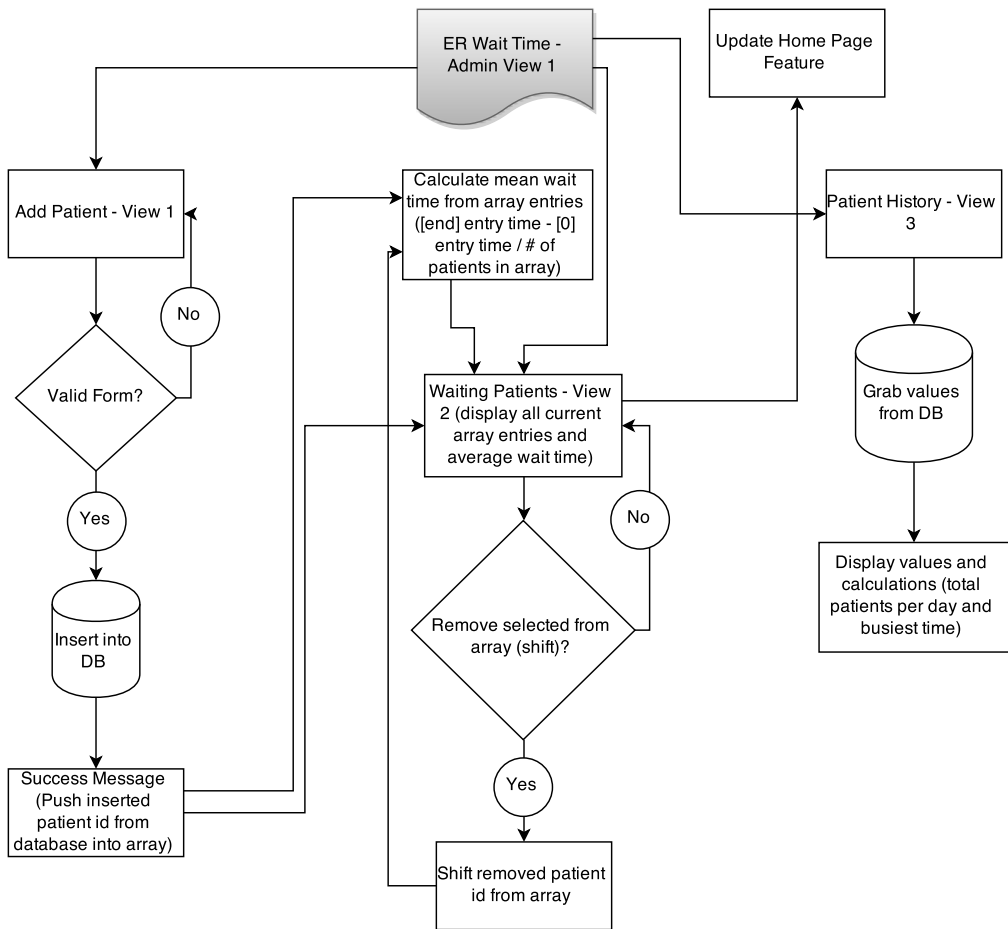 ER Wait Time -
Admin View 1
Update Home Page
Feature
Add Patient - View 1
Calculate mean wait
time from array entries
([end] entry time - [0]
entry time / # of
patients in array)
Patient History - View
3
No
Valid Form?
Waiting Patients - View
2 (display all current
array entries and
average wait time)
Grab values
from DB
Yes
No
Insert into
DB
Remove selected from
array (shift)?
Display values and
calculations (total
patients per day and
busiest time)
Success Message
(Push inserted
patient id from
database into array)
Yes
Shift removed patient
id from array